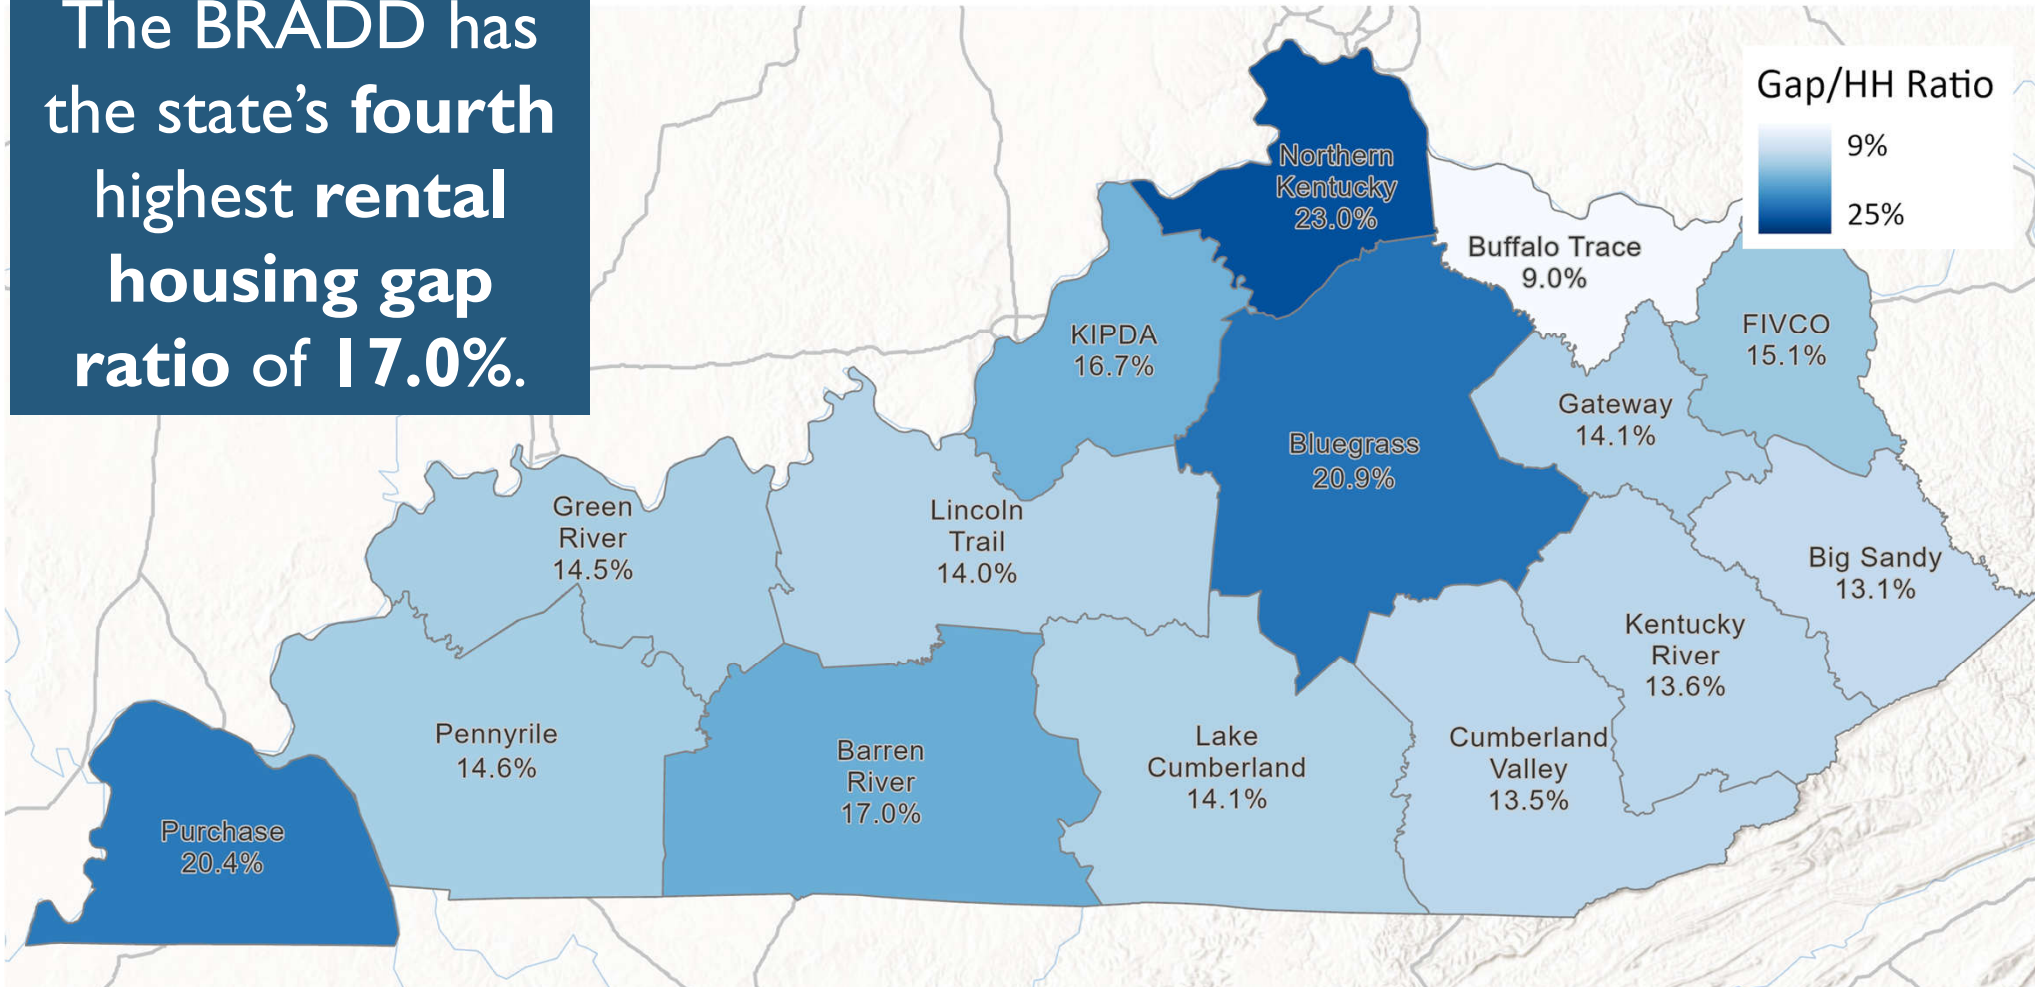 The BRADD has
the state’s fourth
highest rental
housing gap
ratio of 17.0%.
Gap/HH Ratio
9%
25%
Northern
Kentucky
23.0%
Buffalo Trace
9.0%
KIPDA
16.7%
FIVCO
15.1%
Gateway
14.1%
Bluegrass
20.9%
Green
River
14.5%
Lincoln
Trail
14.0%
Big Sandy
13.1%
Kentucky
River
13.6%
Pennyrile
14.6%
Barren
River
17.0%
Lake
Cumberland
14.1%
Cumberland
Valley
13.5%
Purchase
20.4%